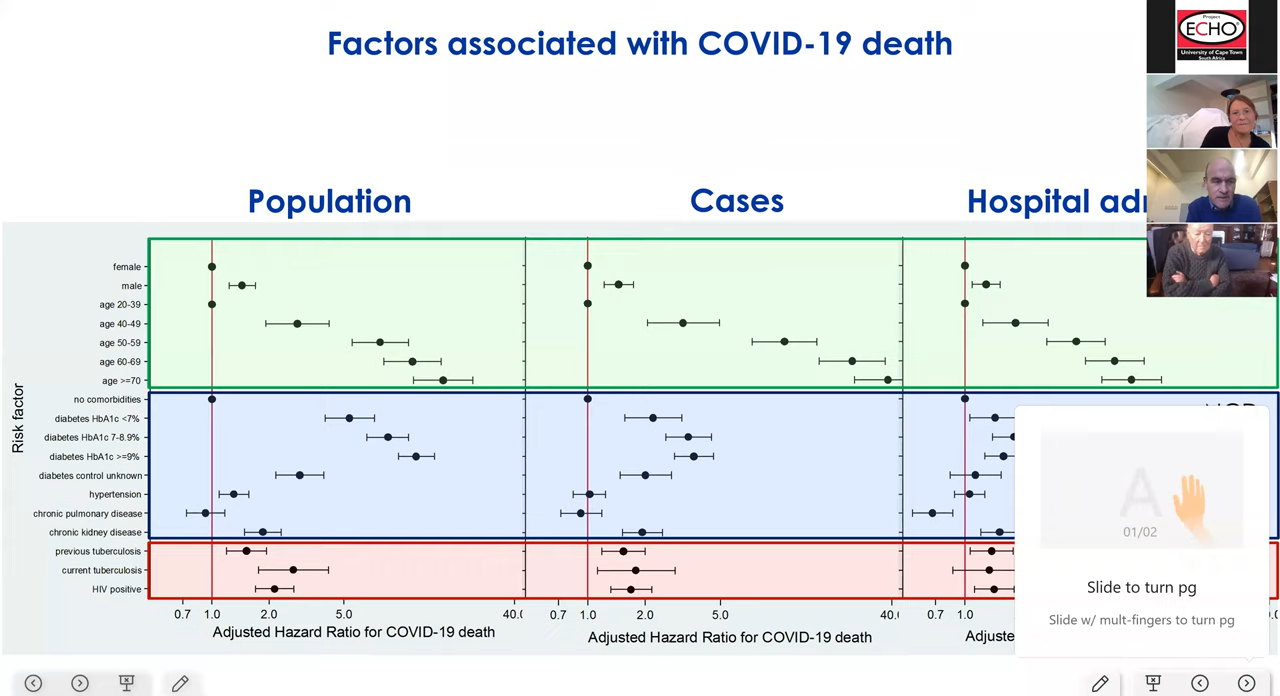 Factors associated with COVID-19 death
Project
ECHO
University of Cape Town
South Africa
Population
Cases
Hospital adm
Risk factor
female
male
age 20-39
age 40-49
age 50-59
age 60-69
age >=70
no comorbidities
diabetes HbA1c <7%
diabetes HbA1c 7-8.9%
diabetes HbA1c >=9%
diabetes control unknown
hypertension
chronic pulmonary disease
chronic kidney disease
previous tuberculosis
current tuberculosis
HIV positive
0.7 1.0 2.0 5.0 40.0
Adjusted Hazard Ratio for COVID-19 death
0.7 1.0 2.0 5.0 40.0
Adjusted Hazard Ratio for COVID-19 death
0.7 1.0
Adjuste
A
01/02
Slide to turn pg
Slide w/ mult-fingers to turn pg